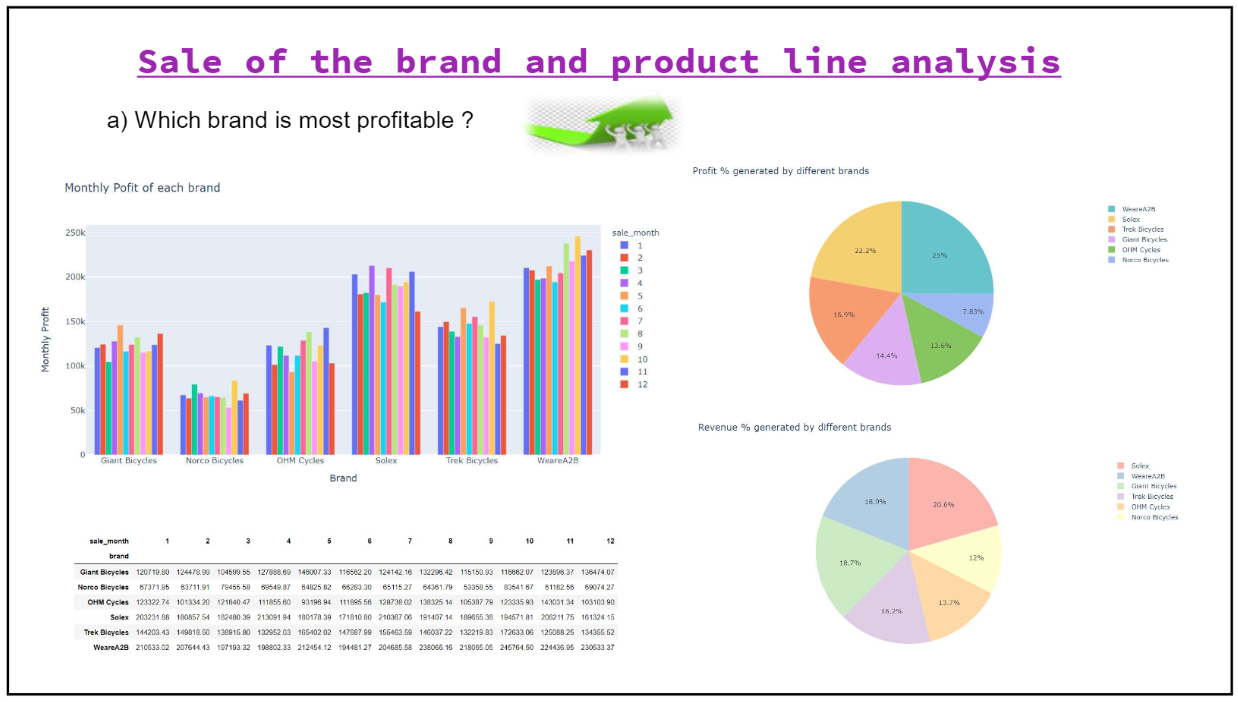 Sale of the brand and product line analysis
a) Which brand is most profitable ?
Monthly Pofit of each brand
250k
200k
150k
100k
50k
0
Monthly Profit
Giant Bicycles Norco Bicycles OHM Cycles Solex Trek Bicycles WeareA2B
Brand
sale_month
1
2
3
4
5
6
7
8
9
10
11
12
Profit % generated by different brands
25%
22.2%
16.9%
14.4%
13.6%
7.83%
WeareA2B
Solex
Trek Bicycles
Giant Bicycles
OHM Cycles
Norco Bicycles
Revenue % generated by different brands
20.6%
18.9%
18.7%
16.2%
13.7%
12%
Solex
WeareA2B
Giant Bicycles
Trek Bicycles
OHM Cycles
Norco Bicycles
sale_month 1 2 3 4 5 6 7 8 9 10 11 12
brand
Giant Bicycles 120719.80 124478.99 104599.55 127888.69 146007.33 116562.20 124142.16 132296.42 115150.93 116662.07 123896.37 136474.07
Norco Bicycles 67371.95 63711.91 79455.58 69549.87 64825.82 66283.30 65115.27 64361.79 53359.55 83541.67 61182.56 69074.27
OHM Cycles 123322.74 101334.20 121840.47 111855.60 93196.94 111895.56 128738.02 138325.14 105387.79 123335.93 143031.34 103103.90
Solex 203231.86 180857.54 182480.39 213091.94 180178.39 171810.80 210367.06 191407.14 189655.38 194571.81 206211.75 161324.15
Trek Bicycles 144203.43 149818.50 138915.80 132952.03 165402.02 147687.99 155463.59 146037.22 132219.83 172633.06 125088.25 134355.52
WeareA2B 210533.02 207644.43 197193.32 198802.33 212454.12 194481.27 204685.58 238065.16 218065.05 245764.50 224436.95 230533.37